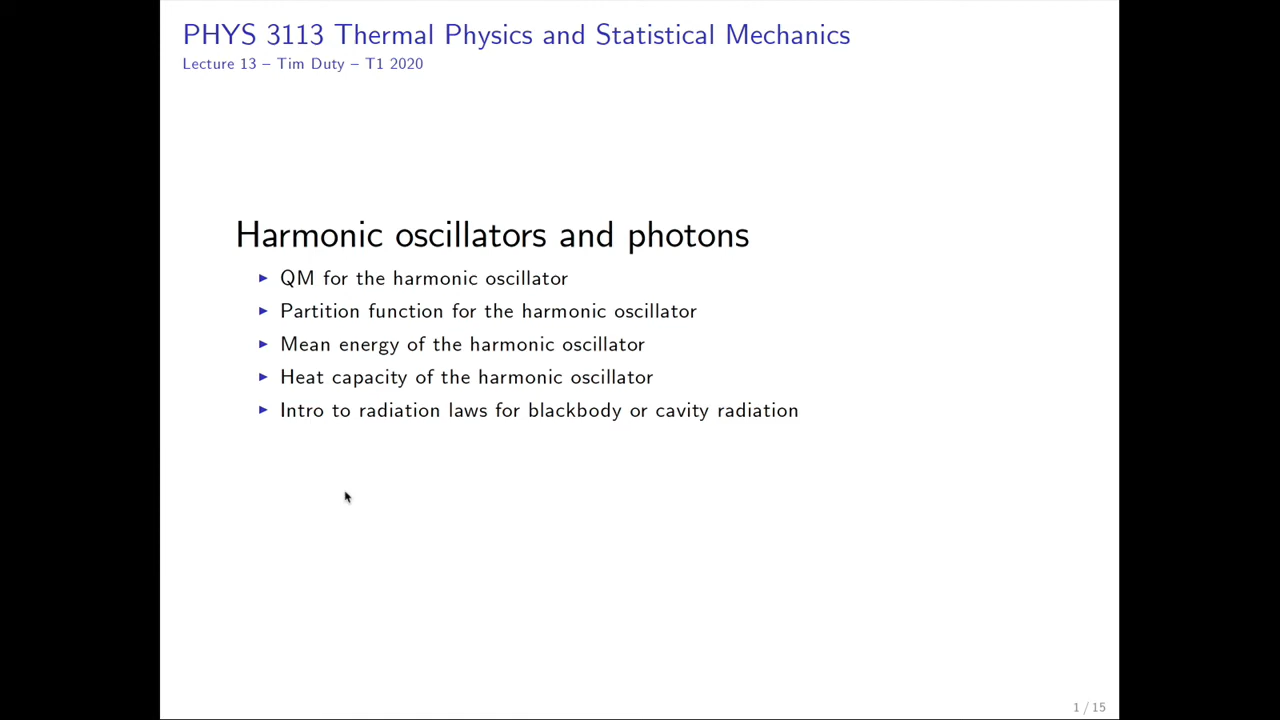 PHYS 3113 Thermal Physics and Statistical Mechanics
Lecture 13 – Tim Duty – T1 2020
Harmonic oscillators and photons
▶ QM for the harmonic oscillator
▶ Partition function for the harmonic oscillator
▶ Mean energy of the harmonic oscillator
▶ Heat capacity of the harmonic oscillator
▶ Intro to radiation laws for blackbody or cavity radiation
1 / 15